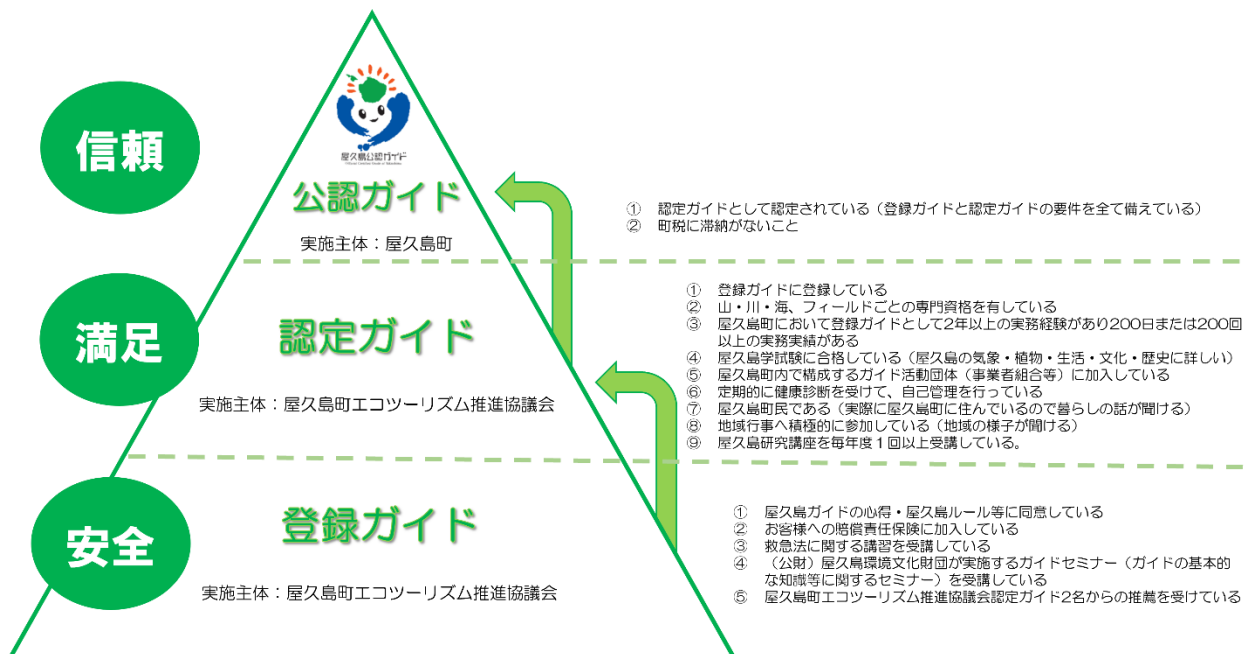 信頼
屋久島公認ガイド
公認ガイド
実施主体：屋久島町
① 認定ガイドとして認定されている（登録ガイドと認定ガイドの要件を全て備えている）
② 町税に滞納がないこと
満足
認定ガイド
実施主体：屋久島町エコツーリズム推進協議会
① 登録ガイドに登録している
② 山・川・海、フィールドごとの専門資格を有している
③ 屋久島町において登録ガイドとして2年以上の実務経験があり200日または200回
以上の実務実績がある
④ 屋久島学試験に合格している（屋久島の気象・植物・生活・文化・歴史に詳しい）
⑤ 屋久島町内で構成するガイド活動団体（事業者組合等）に加入している
⑥ 定期的に健康診断を受けて、自己管理を行っている
⑦ 屋久島町民である（実際に屋久島町に住んでいるので暮らしの話が聞ける）
⑧ 地域行事へ積極的に参加している（地域の様子が聞ける）
⑨ 屋久島研究講座を毎年度１回以上受講している。
安全
登録ガイド
実施主体：屋久島町エコツーリズム推進協議会
① 屋久島ガイドの心得・屋久島ルール等に同意している
② お客様への賠償責任保険に加入している
③ 救急法に関する講習を受講している
④ （公財）屋久島環境文化財団が実施するガイドセミナー（ガイドの基本的
な知識等に関するセミナー）を受講している
⑤ 屋久島町エコツーリズム推進協議会認定ガイド2名からの推薦を受けている